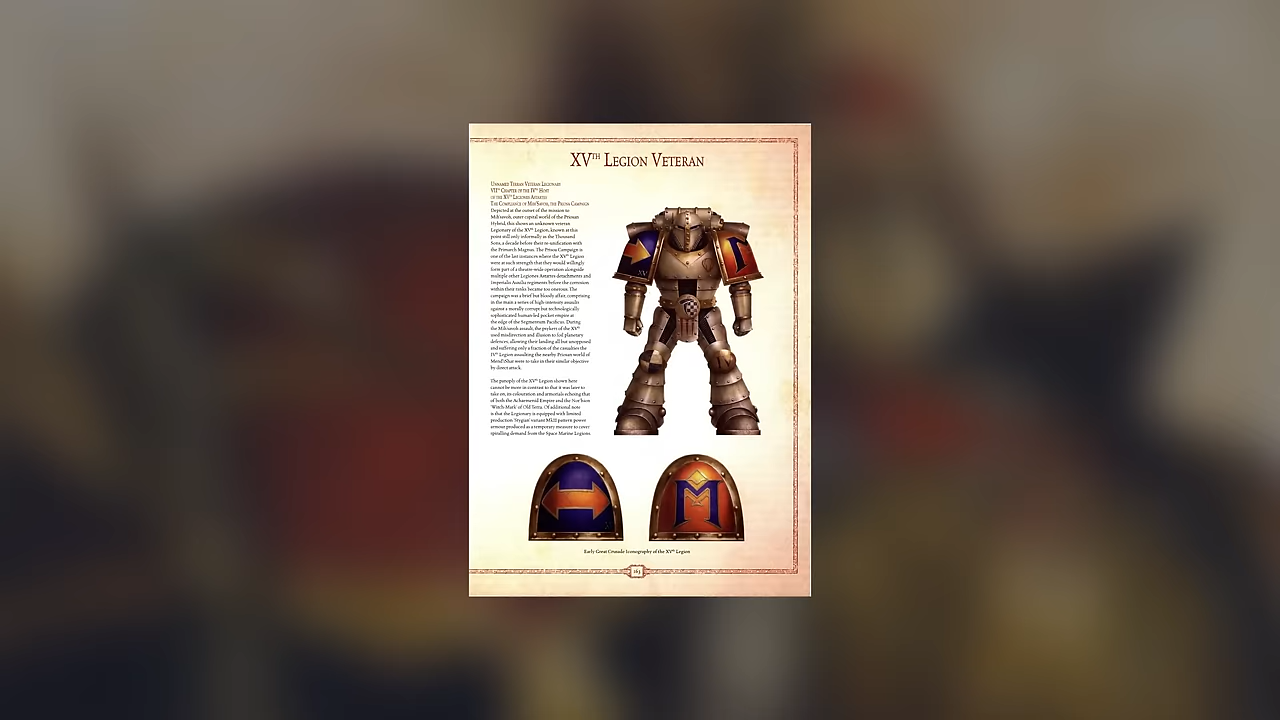 XVTH LEGION VETERAN
UNNAMED TERRAN VETERAN LEGIONARY
VIITH CHAPTER OF THE IVTH HOST
OF THE XVTH LEGIONES ASTARTES
THE COMPLIANCE OF MIH'SAVEH, THE PRIOSA CAMPAIGN
Depicted at the outset of the mission to
outer capital world of the Priosan
Hybrid, this shows an unknown veteran
Legionary of the XVth Legion, known at this
point still only informally as the Thousand
Sons, a decade before their re-unification with
the Primarch Magnus. The Priosa Campaign is
one of the last instances where the XVth Legion
were at such strength that they would willingly
form part of a theatre-wide operation alongside
multiple other Legiones Astartes detachments and
Imperialis Auxilia regiments before the corrosion
within their ranks became too onerous. The
campaign was a brief but bloody affair, comprising
in the main a series of high-intensity assaults
against a morally corrupt but technologically
sophisticated human-led pocket empire at
the edge of the Segmentum Pacificus. During
the assault, the psykers of the XVth
used misdirection and illusion to foil planetary
defences, allowing their landing all but unopposed
and suffering only a fraction of the casualties the
IVth Legion assaulting the nearby Priosan world of
were to take in their similar objective
by direct attack.
The panoply of the XVth Legion shown here
cannot be more in contrast to that it was later to
take on, its colouration and armorials echoing that
of both the Achaemenid Empire and the
'Witch-Mark' of Old Terra. Of additional note
is that the Legionary is equipped with limited
production 'Stygian' variant MkII pattern power
armour produced as a temporary measure to cover
spiralling demand from the Space Marine Legions.
XV
Early Great Crusade Iconography of the XVth Legion
163